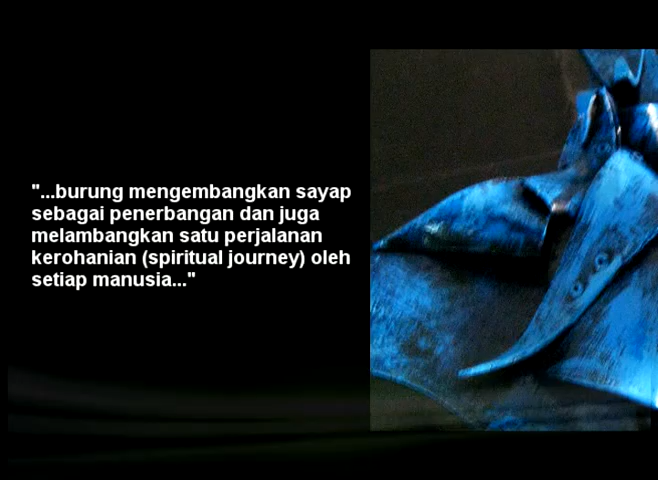 "...burung mengembangkan sayap
sebagai penerbangan dan juga
melambangkan satu perjalanan
kerohanian (spiritual journey) oleh
setiap manusia..."